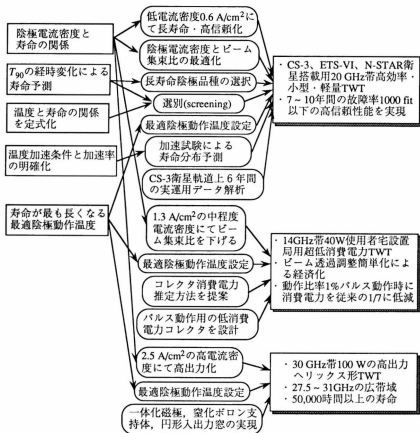 陰極電流密度と
寿命の関係
T90の経時変化による
寿命予測
温度と寿命の関係
を定式化
温度加速条件と加速率
の明確化
寿命が最も長くなる
最適陰極動作温度
低電流密度0.6 A/cm²に
て長寿命・高信頼化
陰極電流密度とビーム
集束比の最適化
長寿命陰極品種の選択
選別(screening)
最適陰極動作温度設定
加速試験による
寿命分布予測
CS-3衛星軌道上6年間
の実運用データ解析
1.3 A/cm²の中程度
電流密度にてビー
ム集束比を下げる
最適陰極動作温度設定
コレクタ消費電力
推定方法を提案
パルス動作用の低消費
電力コレクタを設計
2.5 A/cm²の高電流密
度にて高出力化
最適陰極動作温度設定
一体化磁極,窒化ボロン支
持体,円形入出力窓の実現
・CS-3、ETS-VI、N-STAR衛
星搭載用20 GHz帯高効率・
小型・軽量TWT
・7~10年間の故障率1000 fit
以下の高信頼性能を実現
・14GHz帯40W使用者宅設置
局用超低消費電力TWT
・ビーム透過調整簡単化に
よる経済化
・動作比率1%パルス動作時に
消費電力を従来の1/7に低減
・30 GHz帯100 Wの高出力
ヘリックス形TWT
・27.5~31GHzの広帯域
・50,000時間以上の寿命